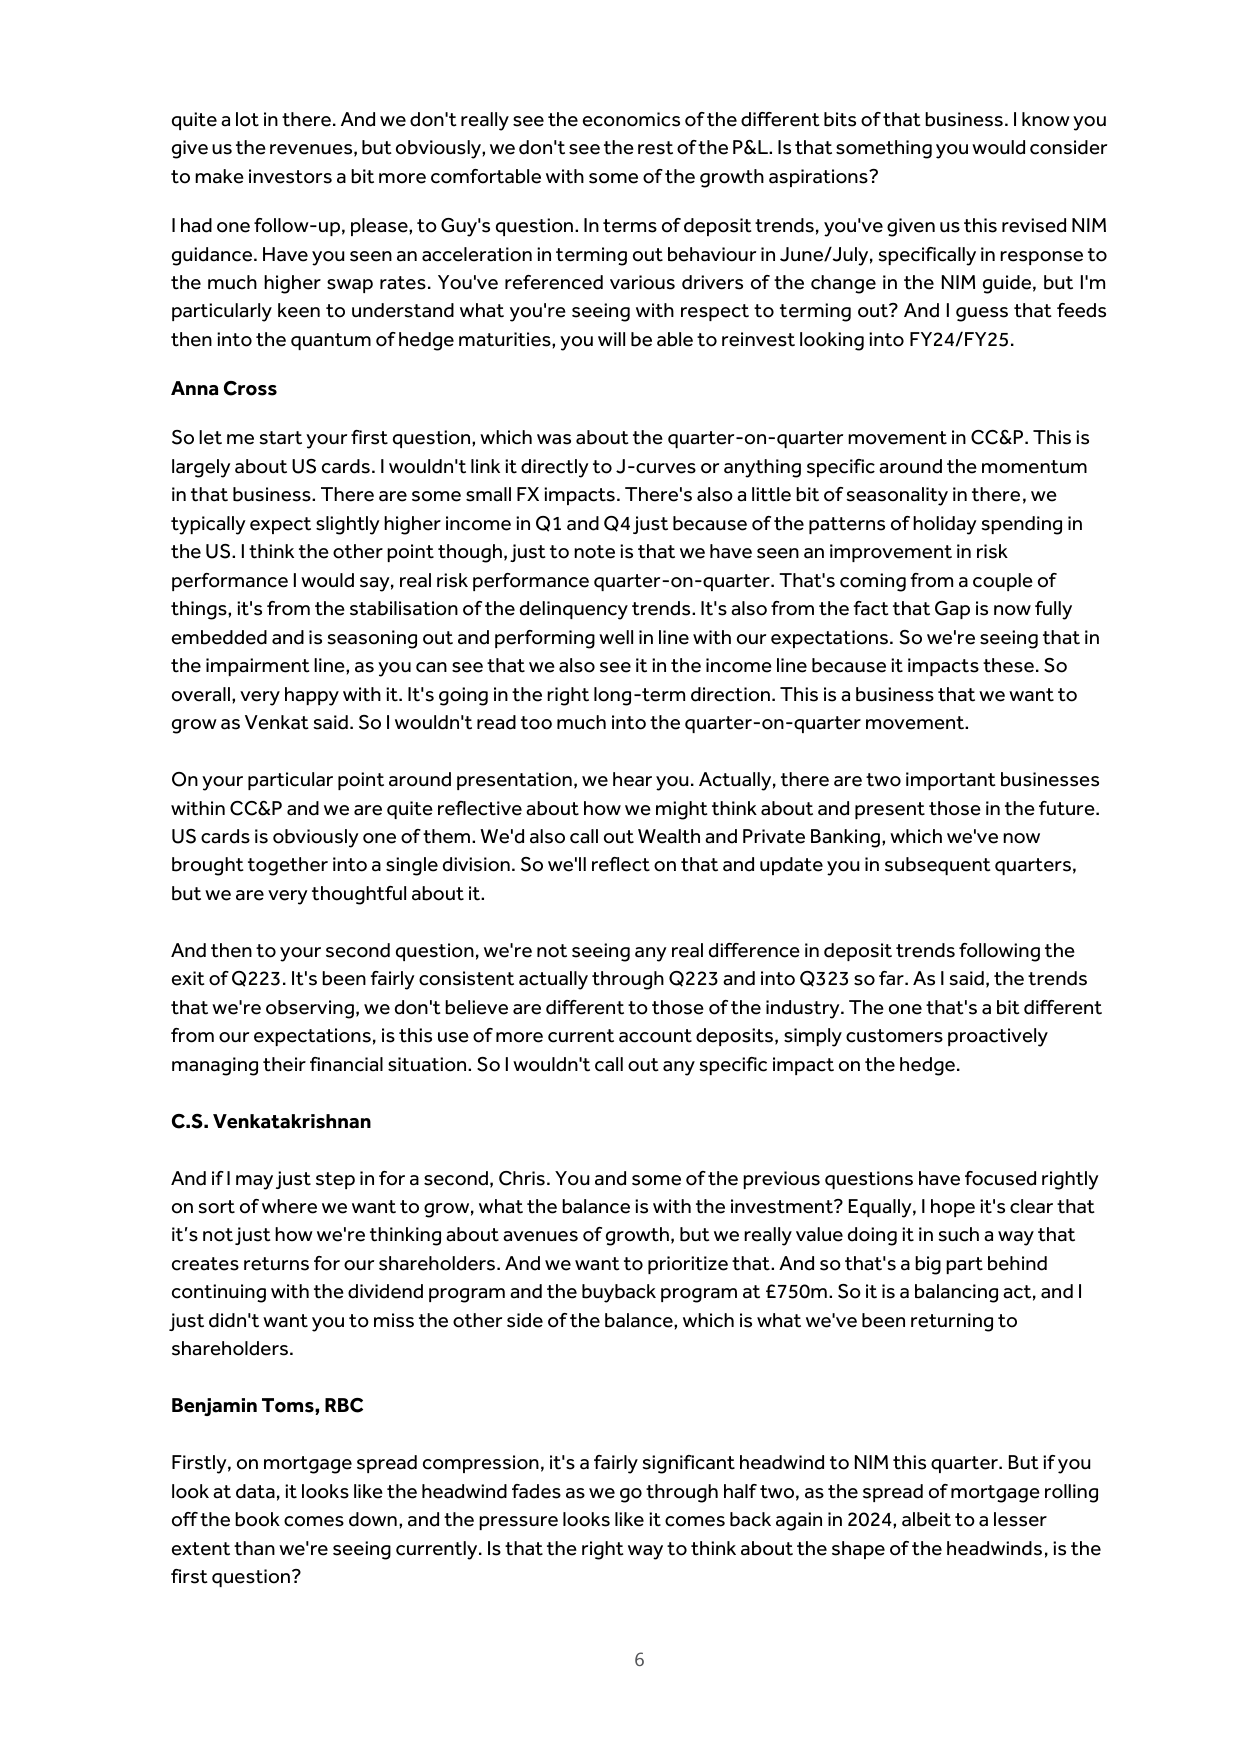 quite a lot in there. And we don't really see the economics of the different bits of that business. I know you
give us the revenues, but obviously, we don't see the rest of the P&L. Is that something you would consider
to make investors a bit more comfortable with some of the growth aspirations?
I had one follow-up, please, to Guy's question. In terms of deposit trends, you've given us this revised NIM
guidance. Have you seen an acceleration in terming out behaviour in June/July, specifically in response to
the much higher swap rates. You've referenced various drivers of the change in the NIM guide, but I'm
particularly keen to understand what you're seeing with respect to terming out? And I guess that feeds
then into the quantum of hedge maturities, you will be able to reinvest looking into FY24/FY25.
Anna Cross
So let me start your first question, which was about the quarter-on-quarter movement in CC&P. This is
largely about US cards. I wouldn't link it directly to J-curves or anything specific around the momentum
in that business. There are some small FX impacts. There's also a little bit of seasonality in there, we
typically expect slightly higher income in Q1 and Q4 just because of the patterns of holiday spending in
the US. I think the other point though, just to note is that we have seen an improvement in risk
performance I would say, real risk performance quarter-on-quarter. That's coming from a couple of
things, it's from the stabilisation of the delinquency trends. It's also from the fact that Gap is now fully
embedded and is seasoning out and performing well in line with our expectations. So we're seeing that in
the impairment line, as you can see that we also see it in the income line because it impacts these. So
overall, very happy with it. It's going in the right long-term direction. This is a business that we want to
grow as Venkat said. So I wouldn't read too much into the quarter-on-quarter movement.
On your particular point around presentation, we hear you. Actually, there are two important businesses
within CC&P and we are quite reflective about how we might think about and present those in the future.
US cards is obviously one of them. We'd also call out Wealth and Private Banking, which we've now
brought together into a single division. So we'll reflect on that and update you in subsequent quarters,
but we are very thoughtful about it.
And then to your second question, we're not seeing any real difference in deposit trends following the
exit of Q223. It's been fairly consistent actually through Q223 and into Q323 so far. As I said, the trends
that we're observing, we don't believe are different to those of the industry. The one that's a bit different
from our expectations, is this use of more current account deposits, simply customers proactively
managing their financial situation. So I wouldn't call out any specific impact on the hedge.
C.S. Venkatakrishnan
And if I may just step in for a second, Chris. You and some of the previous questions have focused rightly
on sort of where we want to grow, what the balance is with the investment? Equally, I hope it's clear that
it's not just how we're thinking about avenues of growth, but we really value doing it in such a way that
creates returns for our shareholders. And we want to prioritize that. And so that's a big part behind
continuing with the dividend program and the buyback program at £750m. So it is a balancing act, and I
just didn't want you to miss the other side of the balance, which is what we've been returning to
shareholders.
Benjamin Toms, RBC
Firstly, on mortgage spread compression, it's a fairly significant headwind to NIM this quarter. But if you
look at data, it looks like the headwind fades as we go through half two, as the spread of mortgage rolling
off the book comes down, and the pressure looks like it comes back again in 2024, albeit to a lesser
extent than we're seeing currently. Is that the right way to think about the shape of the headwinds, is the
first question?
6